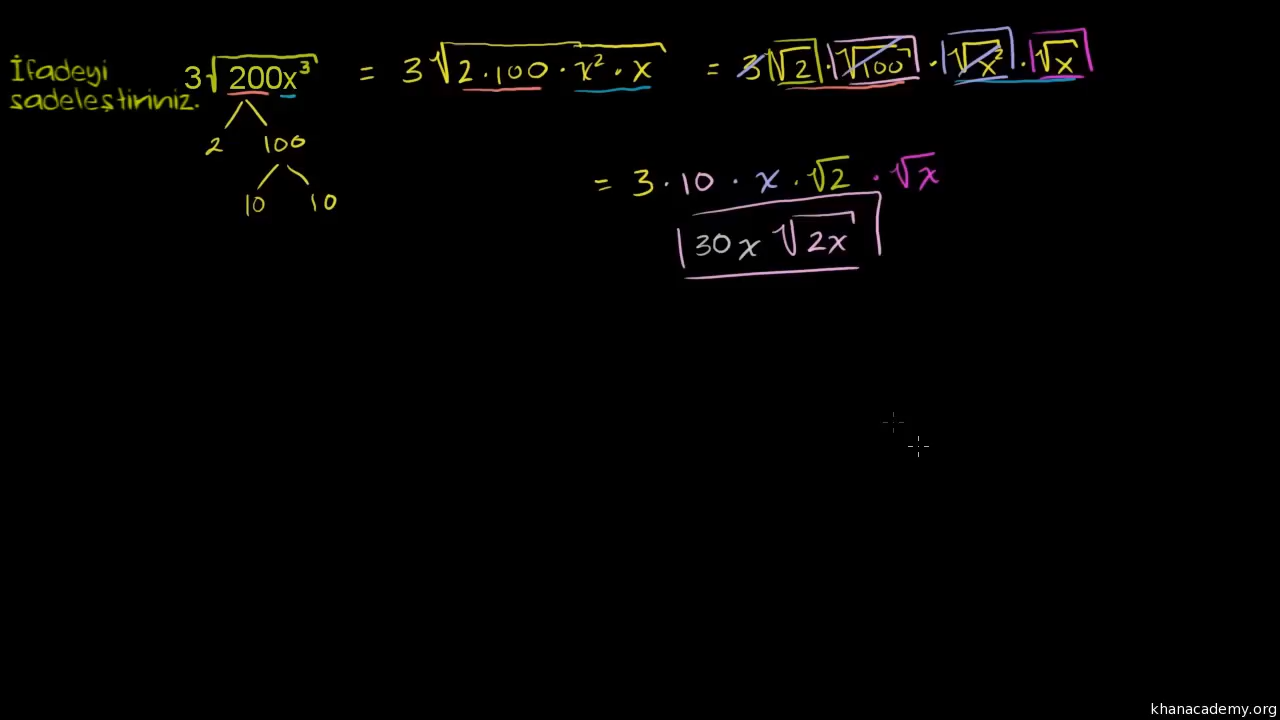 İfadeyi
sadeleştiriniz.
3√200x³ = 3√2·100·x²·x = 3√2·√100·√x²·√x
2 100
10 10
= 3·10·x·√2·√x
30x√2x
khanacademy.org